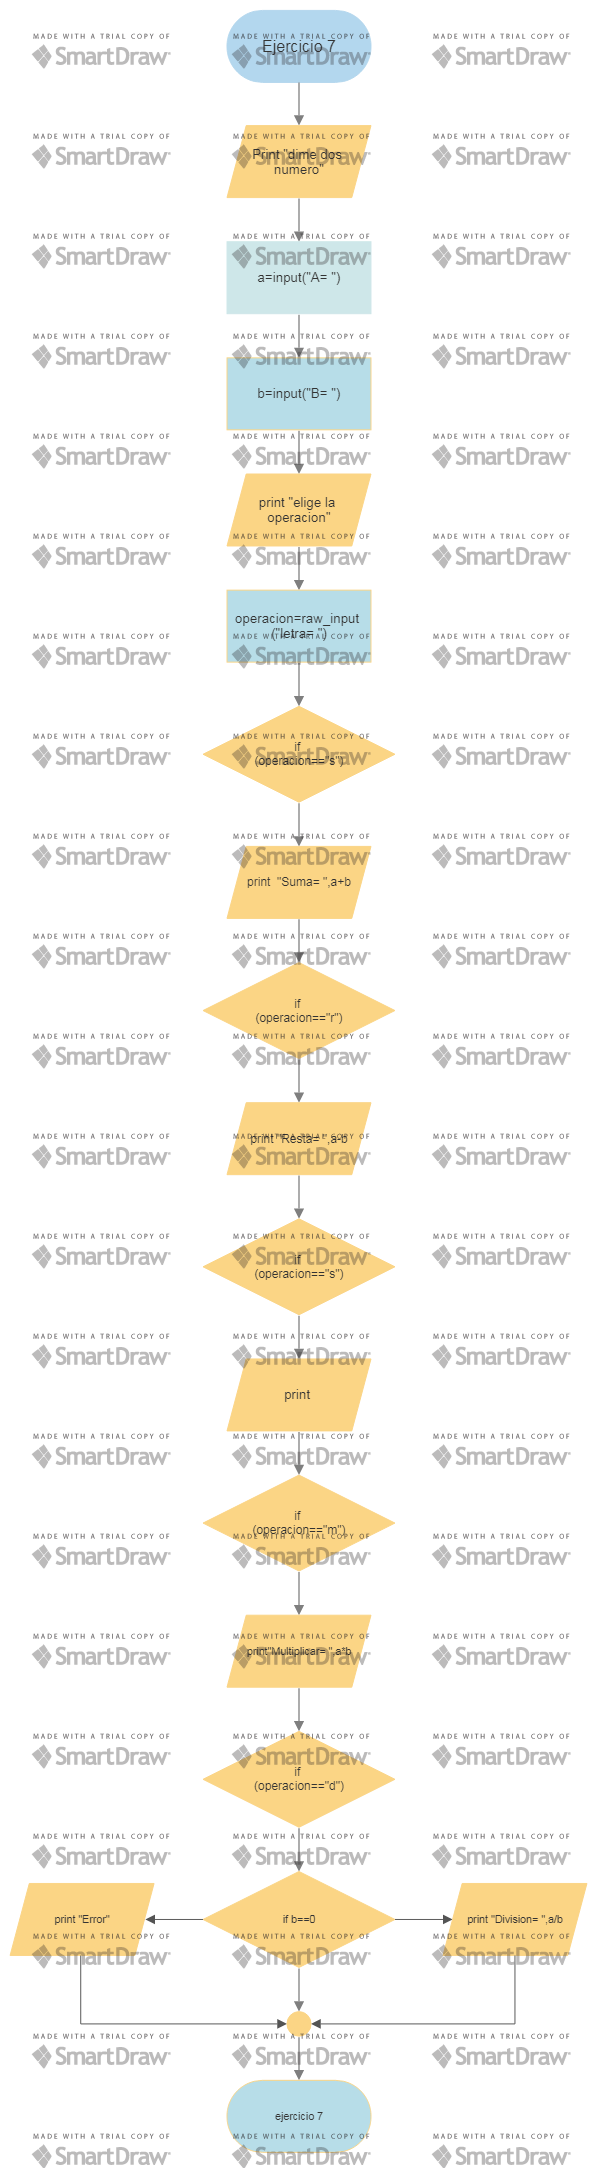 Ejercicio 7
Print "dime dos
numero"
a=input("A= ")
b=input("B= ")
print "elige la
operacion"
operacion=raw_input
("letra= ")
if
(operacion=="s")
print  "Suma= ",a+b
if
(operacion=="r")
print "Resta= ",a-b
if
(operacion=="s")
print
if
(operacion=="m")
print"Multiplicar= ",a*b
if
(operacion=="d")
print "Error"
if b==0
print "Division= ",a/b
ejercicio 7
MADE WITH A TRIAL COPY OF
SmartDraw